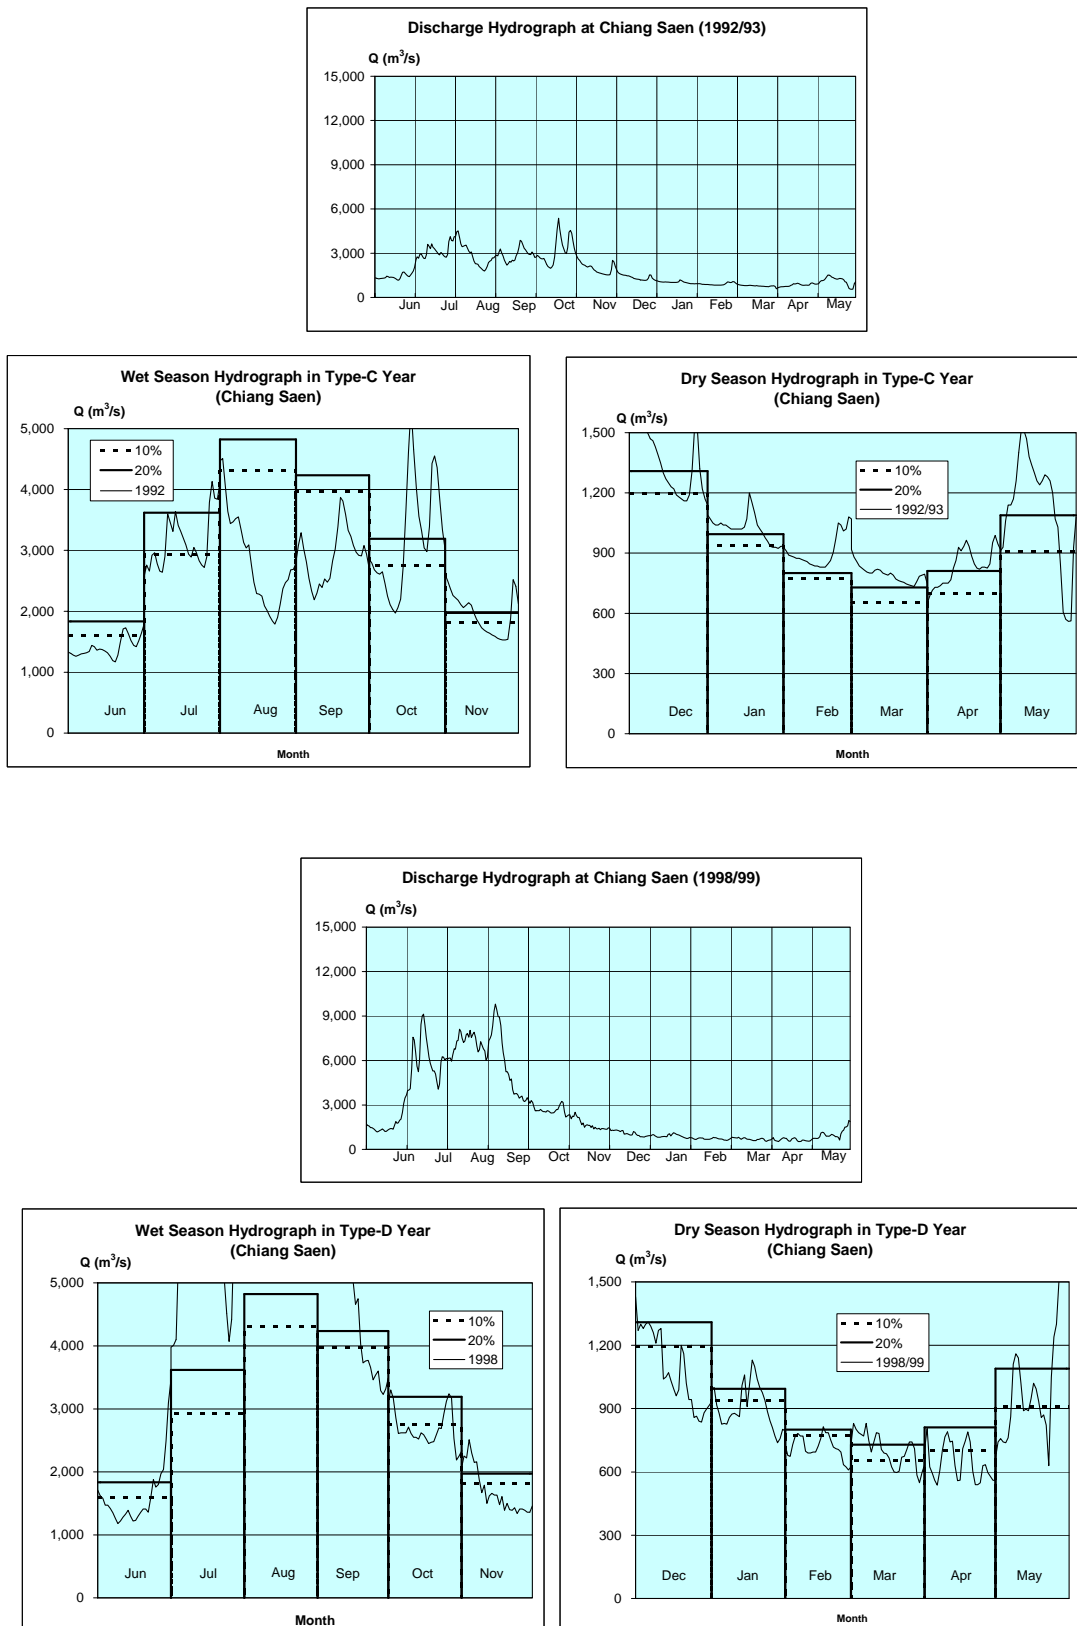 Discharge Hydrograph at Chiang Saen (1992/93)
Q (m³/s)
15,000
12,000
9,000
6,000
3,000
0
Jun Jul Aug Sep Oct Nov Dec Jan Feb Mar Apr May
Wet Season Hydrograph in Type-C Year
(Chiang Saen)
Q (m³/s)
5,000
4,000
3,000
2,000
1,000
0
10%
20%
1992
Jun Jul Aug Sep Oct Nov
Month
Dry Season Hydrograph in Type-C Year
(Chiang Saen)
Q (m³/s)
1,500
1,200
900
600
300
0
10%
20%
1992/93
Dec Jan Feb Mar Apr May
Month
Discharge Hydrograph at Chiang Saen (1998/99)
Q (m³/s)
15,000
12,000
9,000
6,000
3,000
0
Jun Jul Aug Sep Oct Nov Dec Jan Feb Mar Apr May
Wet Season Hydrograph in Type-D Year
(Chiang Saen)
Q (m³/s)
5,000
4,000
3,000
2,000
1,000
0
10%
20%
1998
Jun Jul Aug Sep Oct Nov
Month
Dry Season Hydrograph in Type-D Year
(Chiang Saen)
Q (m³/s)
1,500
1,200
900
600
300
0
10%
20%
1998/99
Dec Jan Feb Mar Apr May
Month